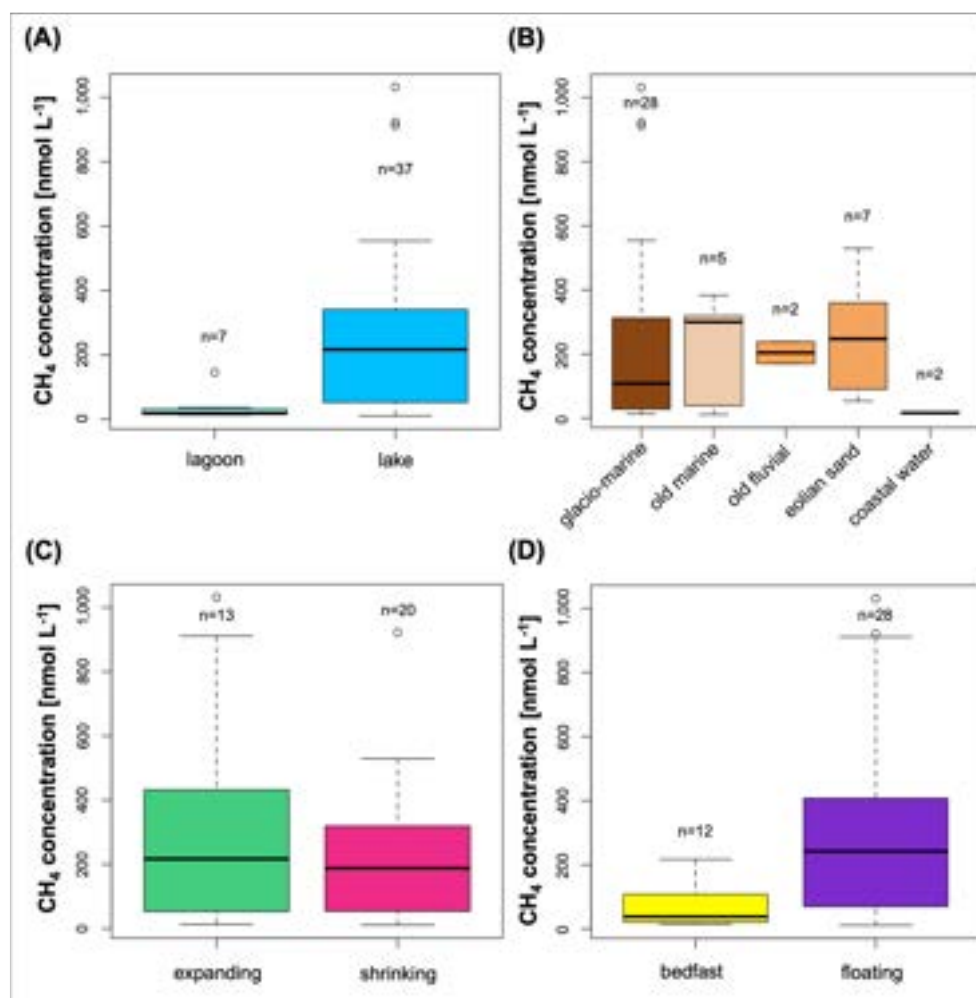 (A)
CH₄ concentration [nmol L⁻¹]
1,000
800
600
400
200
0
n=7
n=37
lagoon
lake
(B)
CH₄ concentration [nmol L⁻¹]
1,000
800
600
400
200
0
n=28
n=5
n=2
n=7
n=2
glacio-marine
old marine
old fluvial
eolian sand
coastal water
(C)
CH₄ concentration [nmol L⁻¹]
1,000
800
600
400
200
0
n=13
n=20
expanding
shrinking
(D)
CH₄ concentration [nmol L⁻¹]
1,000
800
600
400
200
0
n=12
n=28
bedfast
floating